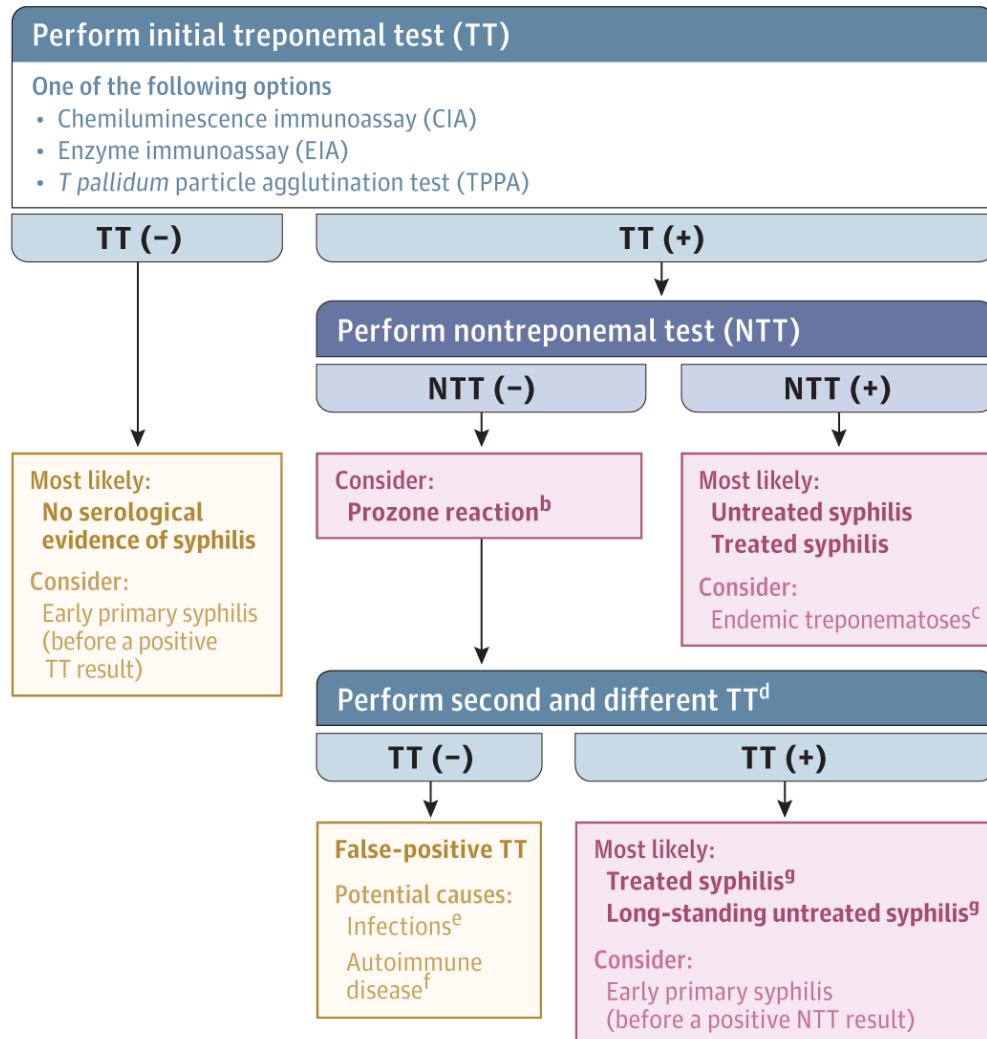 Perform initial treponemal test (TT)
One of the following options
• Chemiluminescence immunoassay (CIA)
• Enzyme immunoassay (EIA)
• T pallidum particle agglutination test (TPPA)
TT (−)
TT (+)
Perform nontreponemal test (NTT)
NTT (−)
NTT (+)
Most likely:
No serological
evidence of syphilis
Consider:
Early primary syphilis
(before a positive
TT result)
Consider:
Prozone reactionᵇ
Most likely:
Untreated syphilis
Treated syphilis
Consider:
Endemic treponematosesᶜ
Perform second and different TTᵈ
TT (−)
TT (+)
False-positive TT
Potential causes:
Infectionsᵉ
Autoimmune
diseaseᶠ
Most likely:
Treated syphilisᵍ
Long-standing untreated syphilisᵍ
Consider:
Early primary syphilis
(before a positive NTT result)